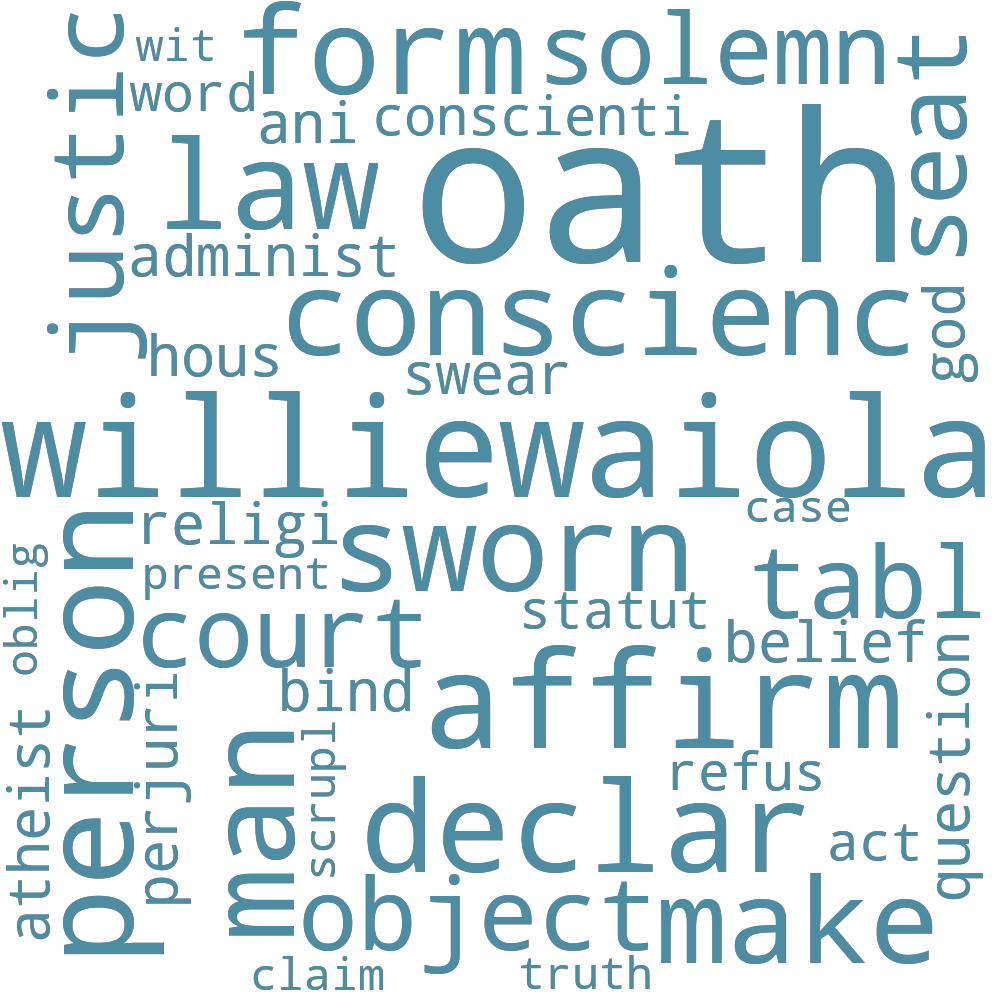 wit
form
solemn
seat
justic
word
ani
conscienti
law
oath
administ
conscienc
god
hous
swear
williewaiola
religi
sworn
case
person
oblig
present
tabl
court
statut
belief
bind
affirm
question
perjuri
atheist
man
scrupl
refus
declar
act
object
make
claim
truth